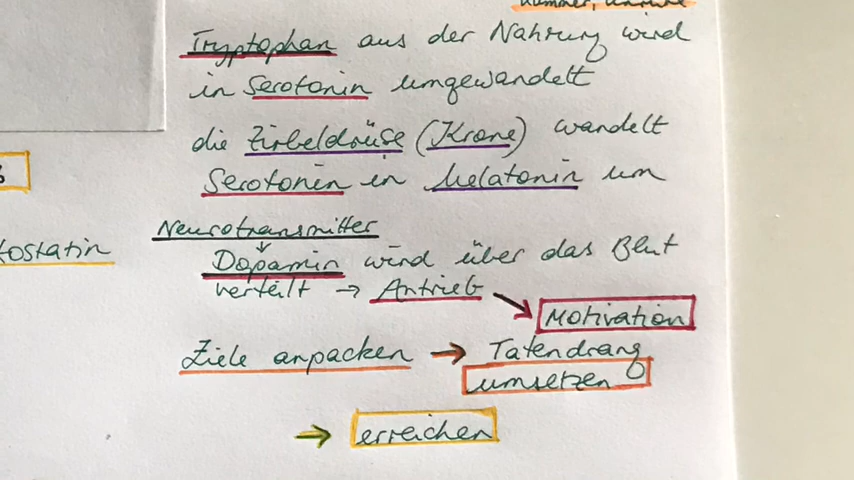 Tryptophan aus der Nahrung wird
in Serotonin umgewandelt
die Zirbeldrüse (Krone) wandelt
Serotonin in Melatonin um
Neurotransmitter
Dopamin wird über das Blut
verteilt → Antrieb
Motivation
Ziele anpacken → Tatendrang
umsetzen
→ erreichen